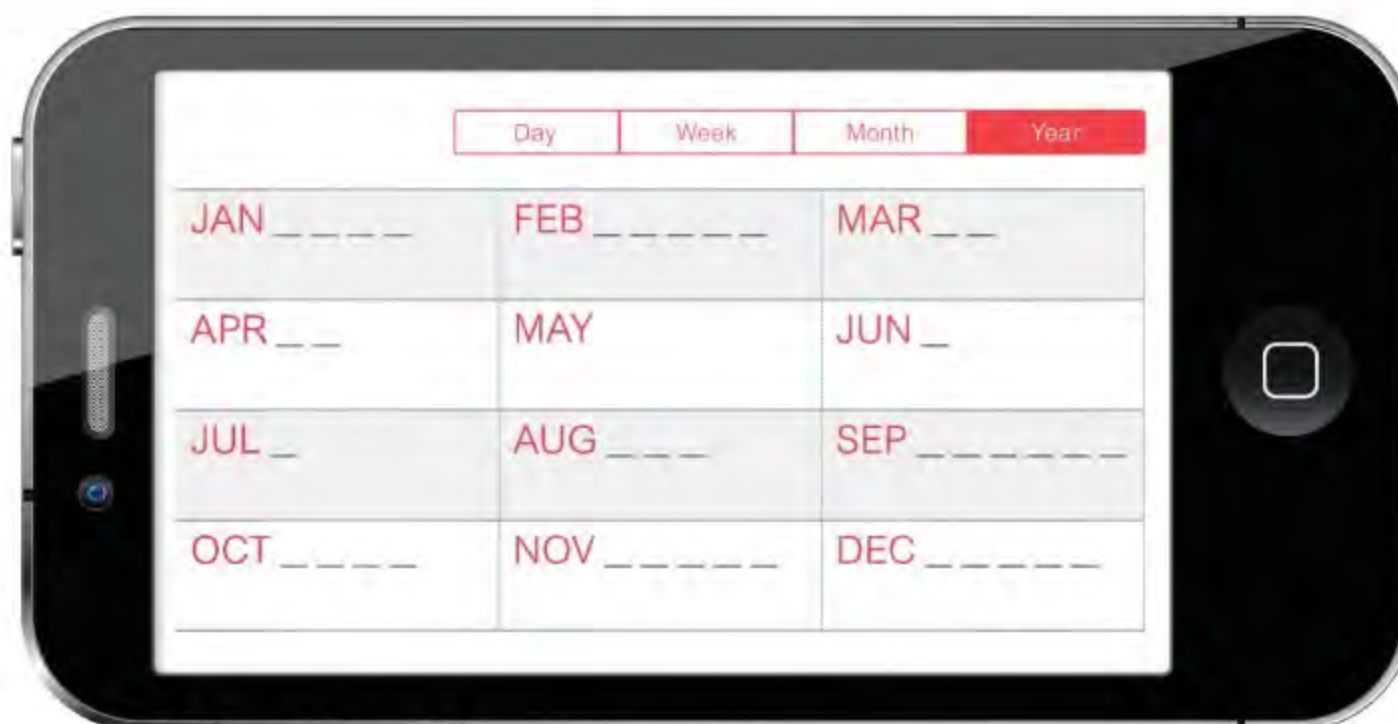 Day Week Month Year
JAN _ _ _ _ FEB _ _ _ _ _ MAR _ _
APR _ _ MAY JUN _
JUL _ AUG _ _ _ SEP _ _ _ _ _ _
OCT _ _ _ _ NOV _ _ _ _ _ DEC _ _ _ _ _